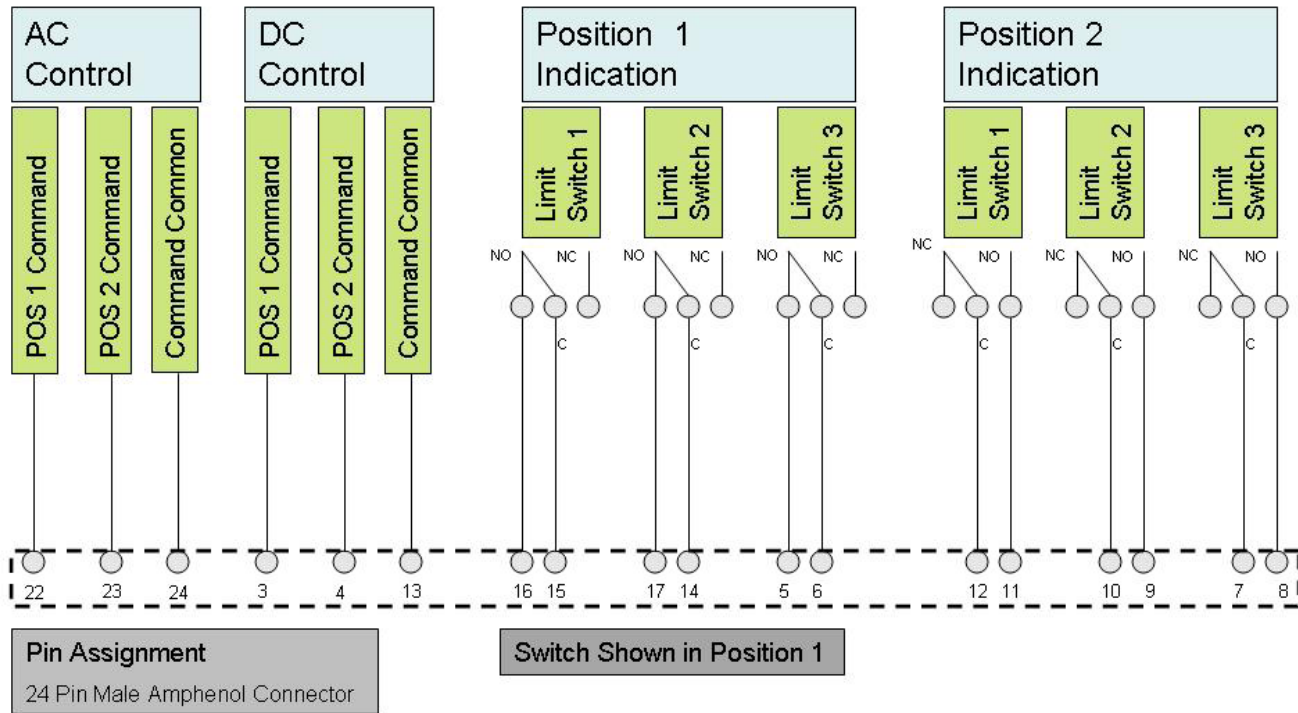 AC
Control
DC
Control
Position 1
Indication
Position 2
Indication
POS 1 Command
POS 2 Command
Command Common
POS 1 Command
POS 2 Command
Command Common
Limit
Switch 1
Limit
Switch 2
Limit
Switch 3
Limit
Switch 1
Limit
Switch 2
Limit
Switch 3
NO NC NO NC NO NC NC NO NC NO NC NO
C C C C C C
22 23 24 3 4 13 16 15 17 14 5 6 12 11 10 9 7 8
Pin Assignment
24 Pin Male Amphenol Connector
Switch Shown in Position 1